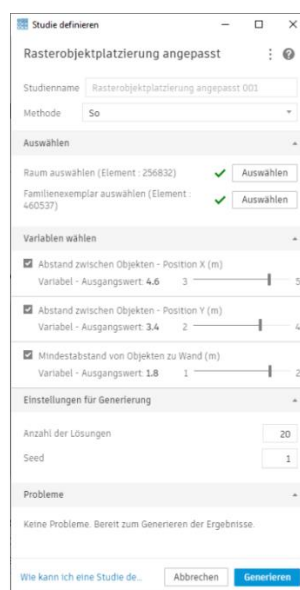 Studie definieren
Rasterobjektplatzierung angepasst
Studienname Rasterobjektplatzierung angepasst 001
Methode So
Auswählen
Raum auswählen (Element : 256832) Auswählen
Familienexemplar auswählen (Element : 460537) Auswählen
Variablen wählen
Abstand zwischen Objekten - Position X (m)
Variabel - Ausgangswert: 4.6 3 5
Abstand zwischen Objekten - Position Y (m)
Variabel - Ausgangswert: 3.4 2 4
Mindestabstand von Objekten zu Wand (m)
Variabel - Ausgangswert: 1.8 1 2
Einstellungen für Generierung
Anzahl der Lösungen 20
Seed 1
Probleme
Keine Probleme. Bereit zum Generieren der Ergebnisse.
Wie kann ich eine Studie de... Abbrechen Generieren